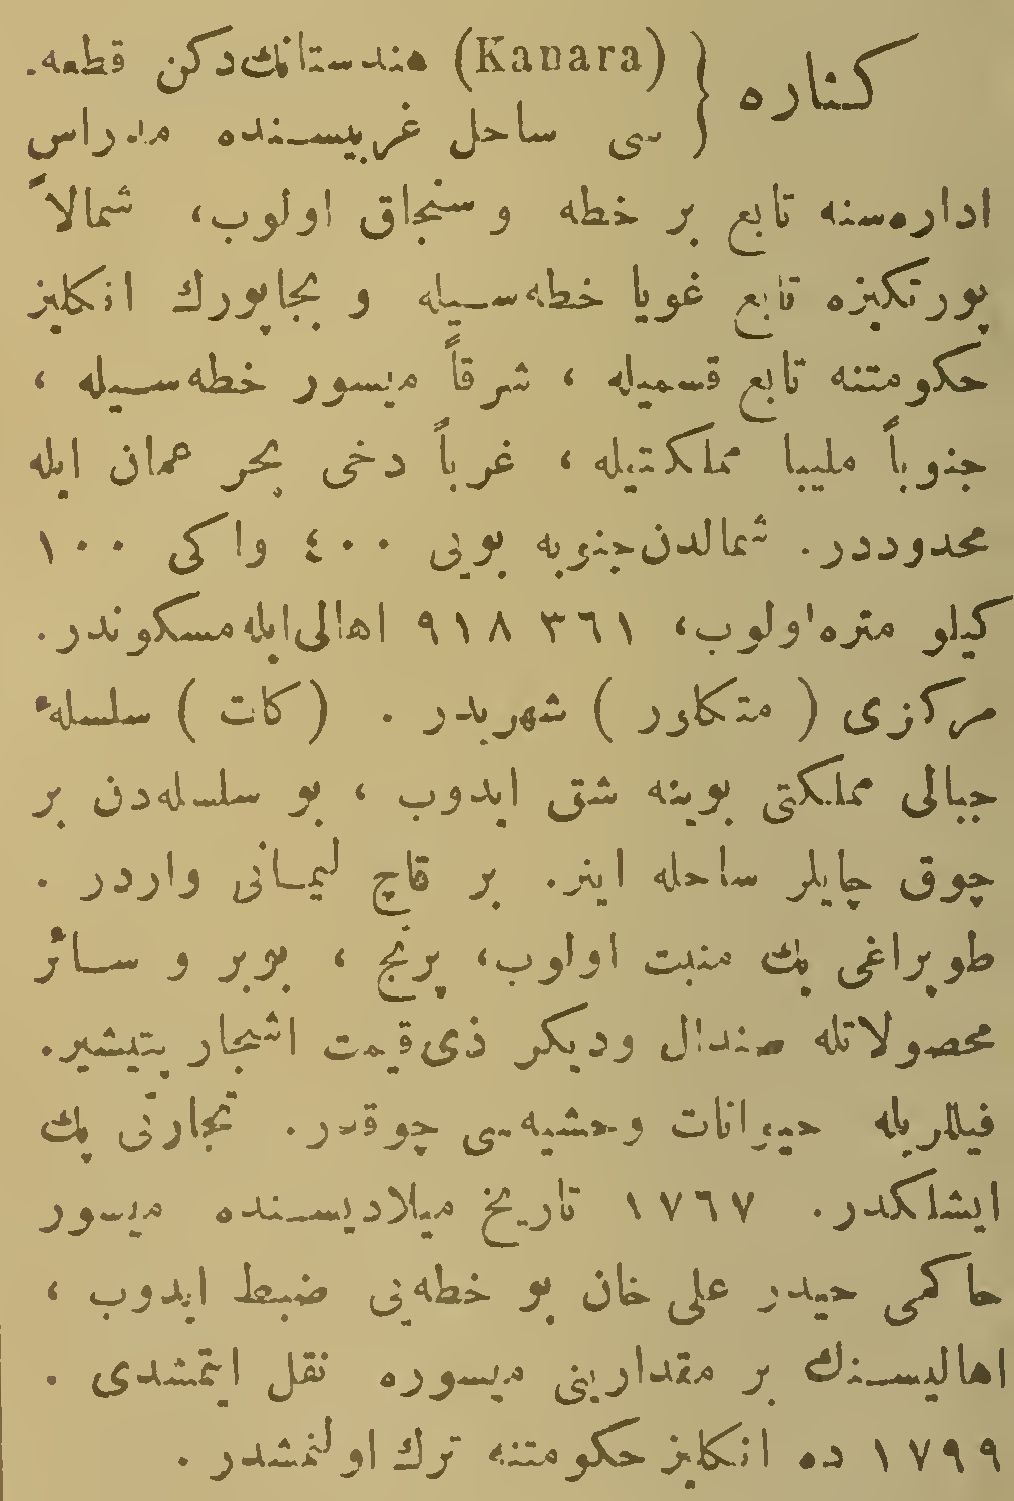 كناره { (Kanara) هندستانك دكن قطعه‌
سی ساحل غربیسنده مدراس
اداره‌سنه تابع بر خطه و سنجاق اولوب، شمالاً
پورتكیزه تابع غویا خطه‌سیله و بجاپورك انكلیز
حكومتنه تابع قسمیله ، شرقاً میسور خطه‌سیله ،
جنوباً ملیبا مملكتیله ، غرباً دخی بحر عمان ایله
محدوددر. شمالدن جنوبه بویی ٤٠٠ واكی ١٠٠
كیلو متره اولوب، ٩١٨ ٣٦١ اهالی ایله مسكوندر.
مركزی ( متكاور ) شهریدر . ( كات ) سلسلهٔ
جبالی مملكتی بوینه شق ایدوب ، بو سلسله‌دن بر
چوق چایلر ساحله اینر. بر قاچ لیمانی واردر .
طوپراغی پك منبت اولوب، پرنج ، بوبر و سائر
محصولاتله صندال ودیكر ذی‌قیمت اشجار یتیشیر.
فیللریله حیوانات وحشیه‌سی چوقدر. تجارتی پك
ایشلكدر. ١٧٦٧ تاریخ میلادیسنده میسور
حاكمی حیدر علی خان بو خطه‌یی ضبط ایدوب ،
اهالیسنك بر مقدارینی میسوره نقل ایتمشدی .
١٧٩٩ ده انكلیز حكومتنه ترك اولنمشدر .